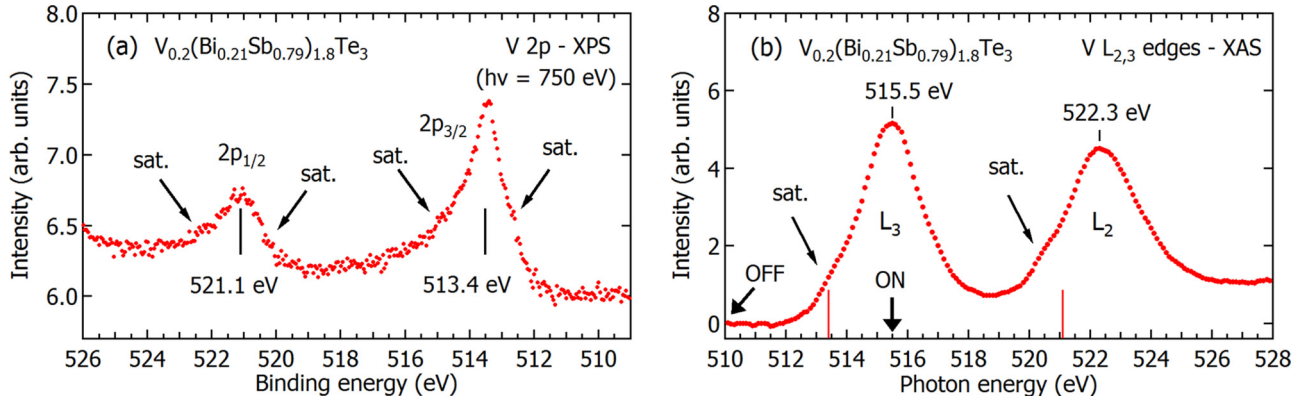 (a) V0.2(Bi0.21Sb0.79)1.8Te3 V 2p - XPS
(hν = 750 eV)
8.0
7.5
7.0
6.5
6.0
Intensity (arb. units)
2p3/2
sat.
sat.
2p1/2
sat.
sat.
521.1 eV
513.4 eV
526 524 522 520 518 516 514 512 510
Binding energy (eV)
(b) V0.2(Bi0.21Sb0.79)1.8Te3 V L2,3 edges - XAS
8
6
4
2
0
Intensity (arb. units)
515.5 eV
522.3 eV
sat.
sat.
L3
L2
OFF
ON
510 512 514 516 518 520 522 524 526 528
Photon energy (eV)